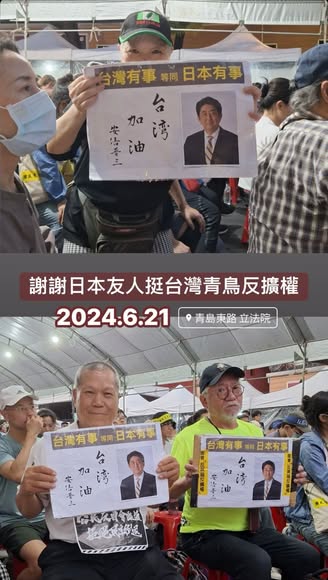 台灣有事 等同 日本有事
台灣
加油
安倍晋三
謝謝日本友人挺台灣青鳥反擴權
2024.6.21
青島東路 立法院
台灣有事 等同 日本有事
台灣
加油
安倍晋三
台灣有事 等同 日本有事
台灣
加油
安倍晋三